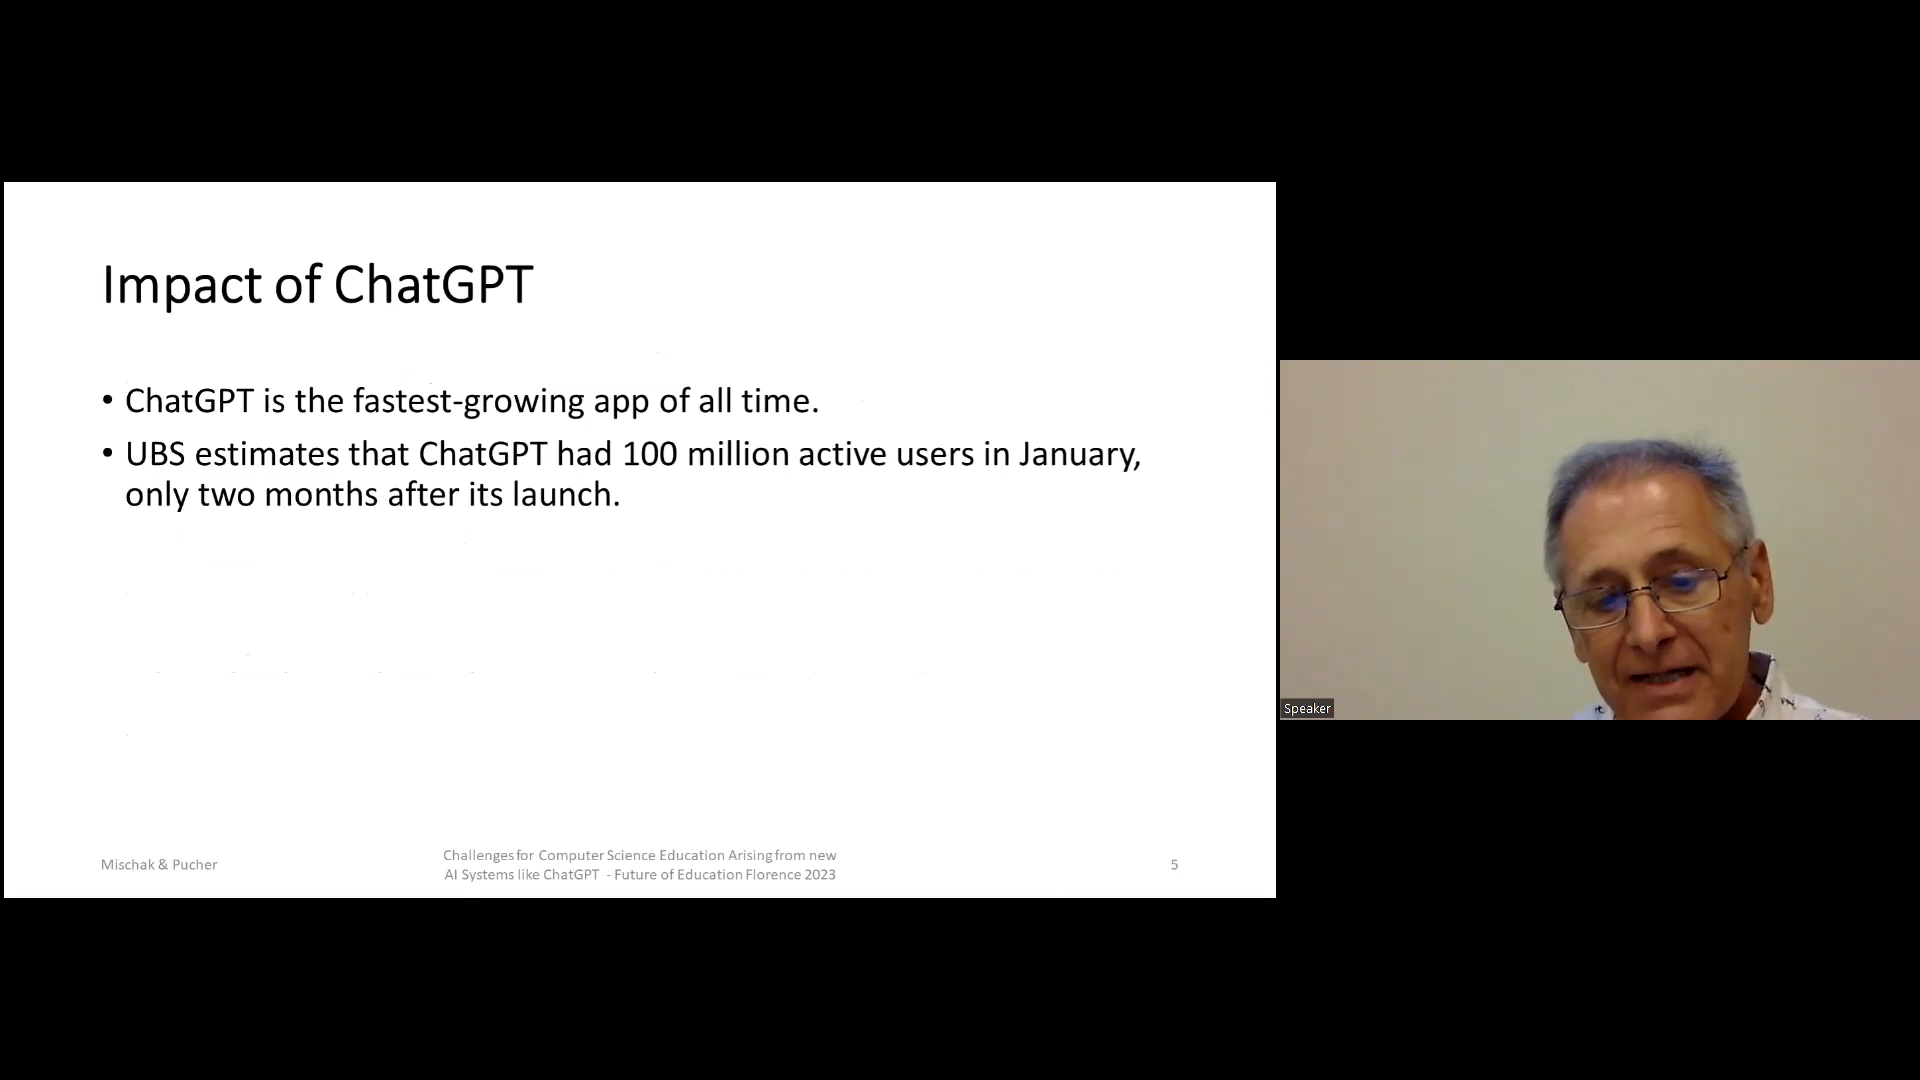 Impact of ChatGPT
• ChatGPT is the fastest-growing app of all time.
• UBS estimates that ChatGPT had 100 million active users in January,
only two months after its launch.
Speaker
Mischak & Pucher
Challenges for Computer Science Education Arising from new
AI Systems like ChatGPT - Future of Education Florence 2023
5